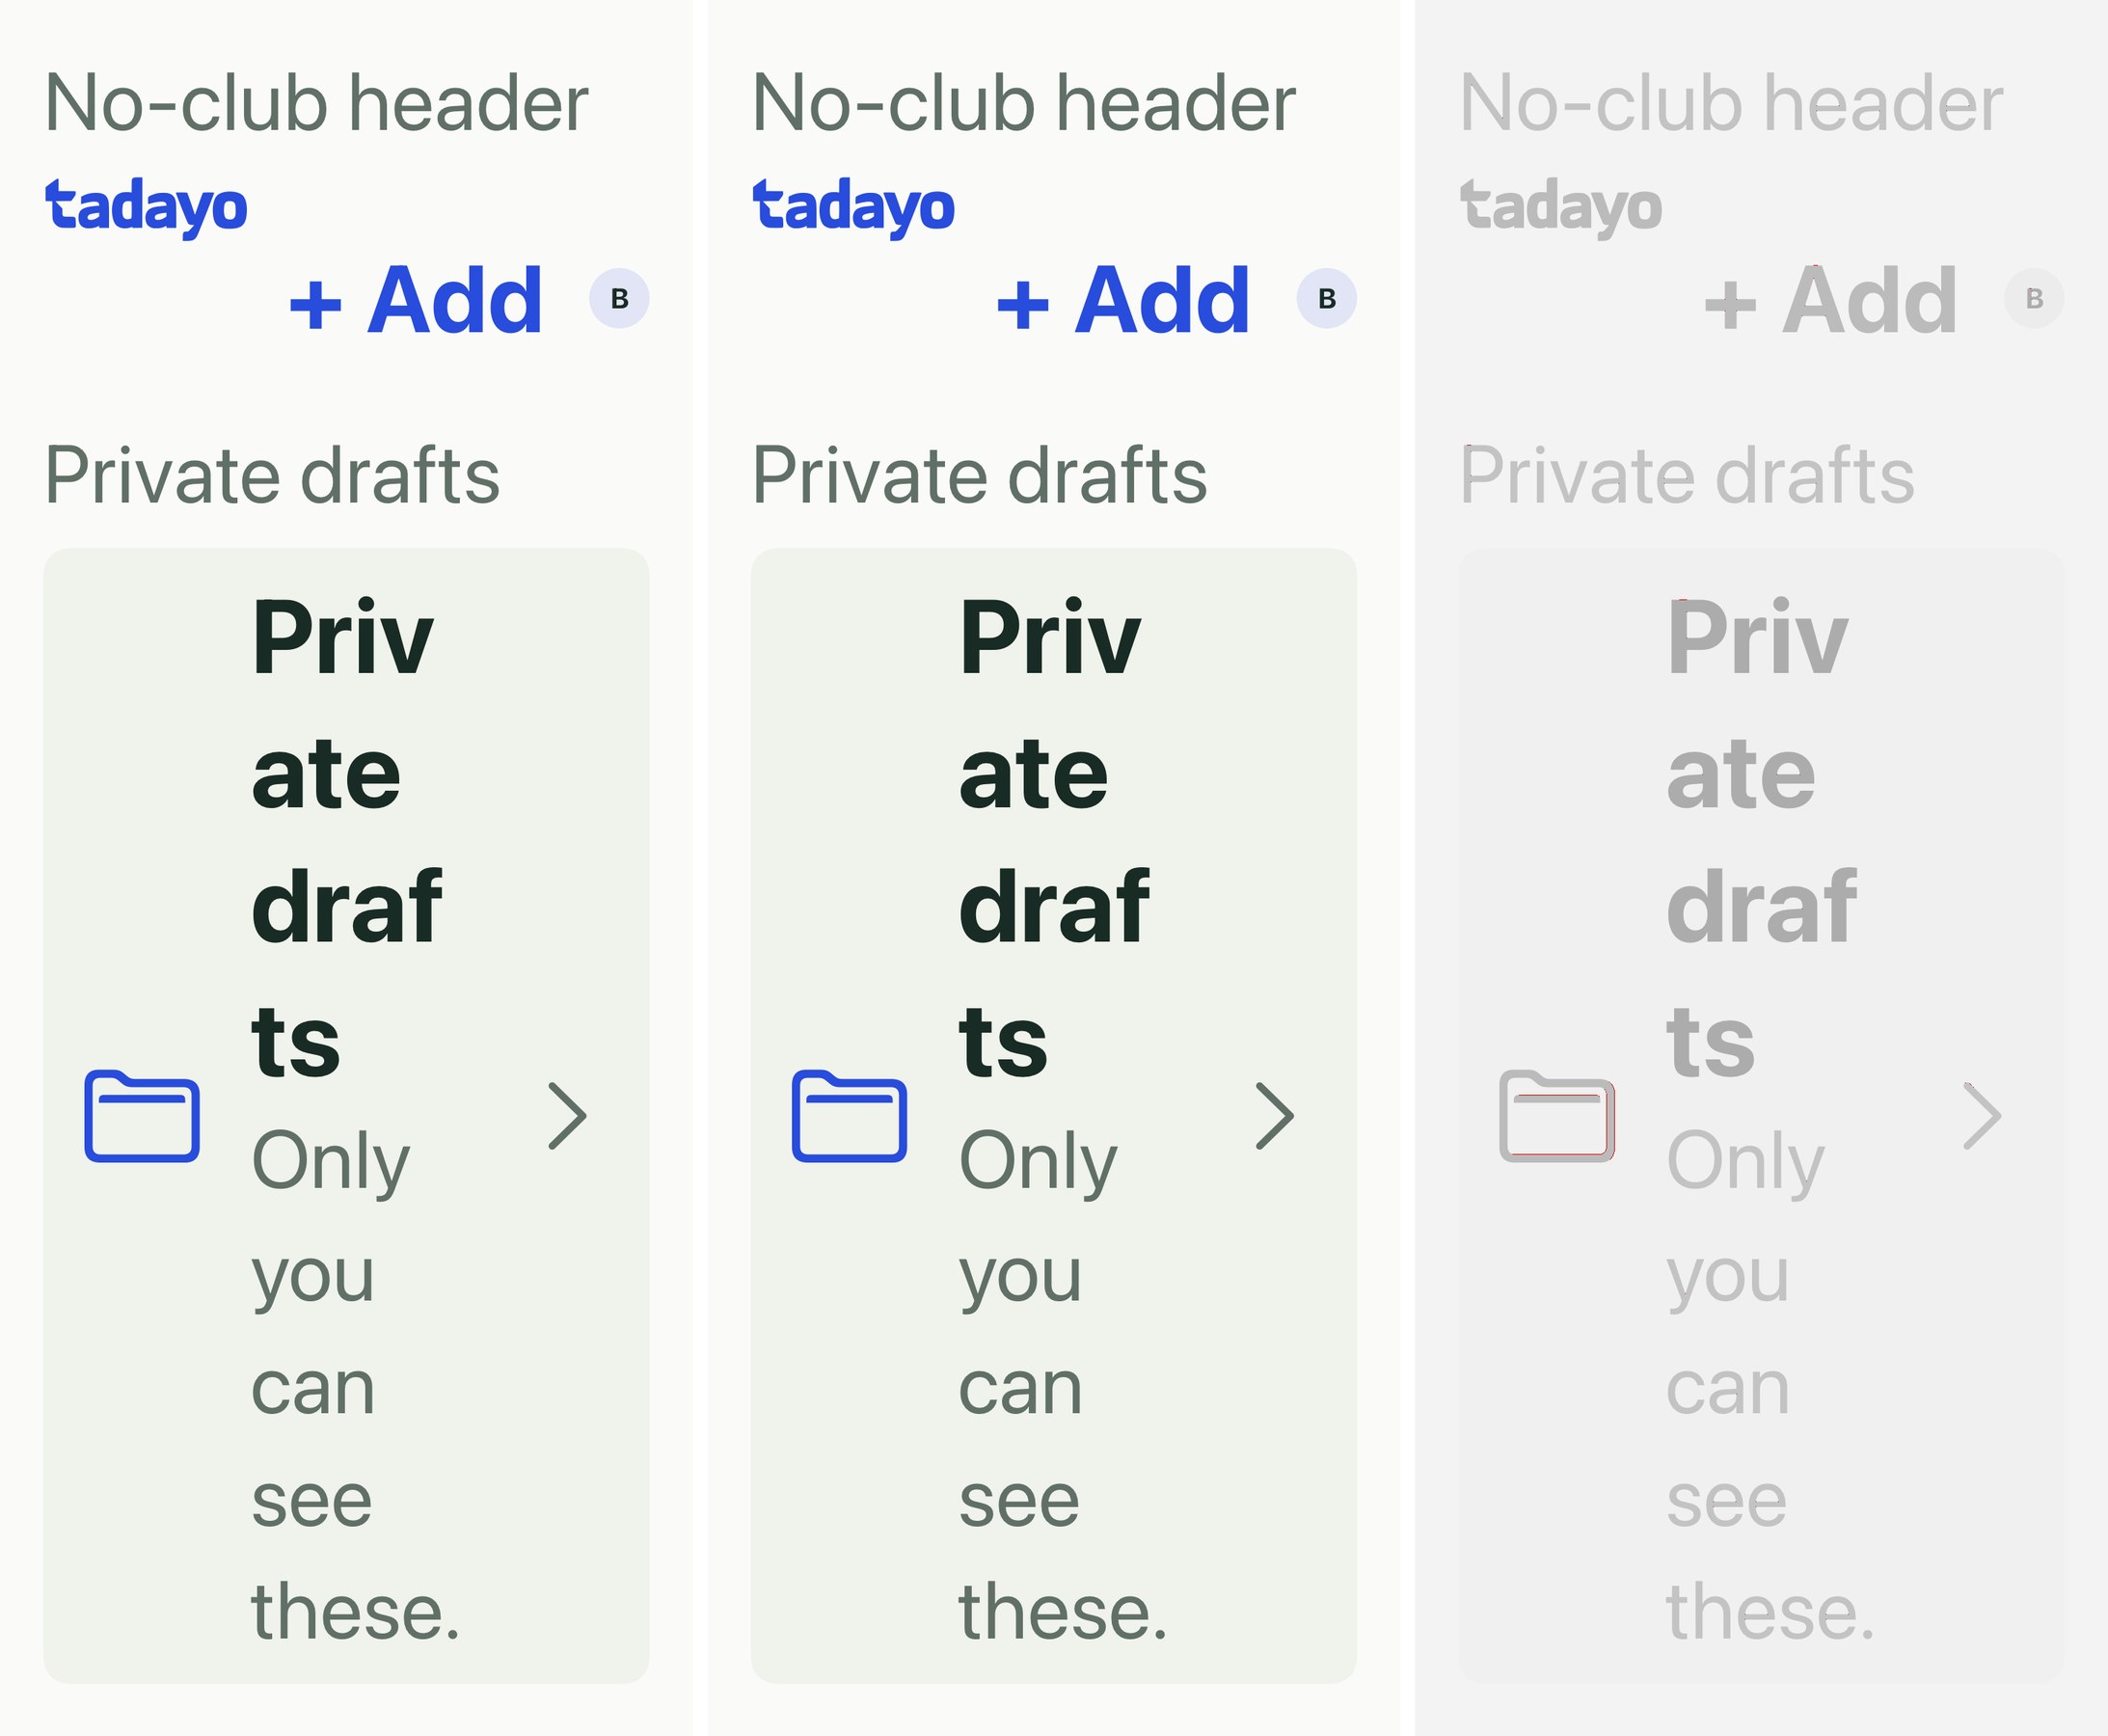 No-club header
tadayo
+ Add
B
Private drafts
Priv
ate
draf
ts
Only
you
can
see
these.
No-club header
tadayo
+ Add
B
Private drafts
Priv
ate
draf
ts
Only
you
can
see
these.
No-club header
tadayo
+ Add
B
Private drafts
Priv
ate
draf
ts
Only
you
can
see
these.